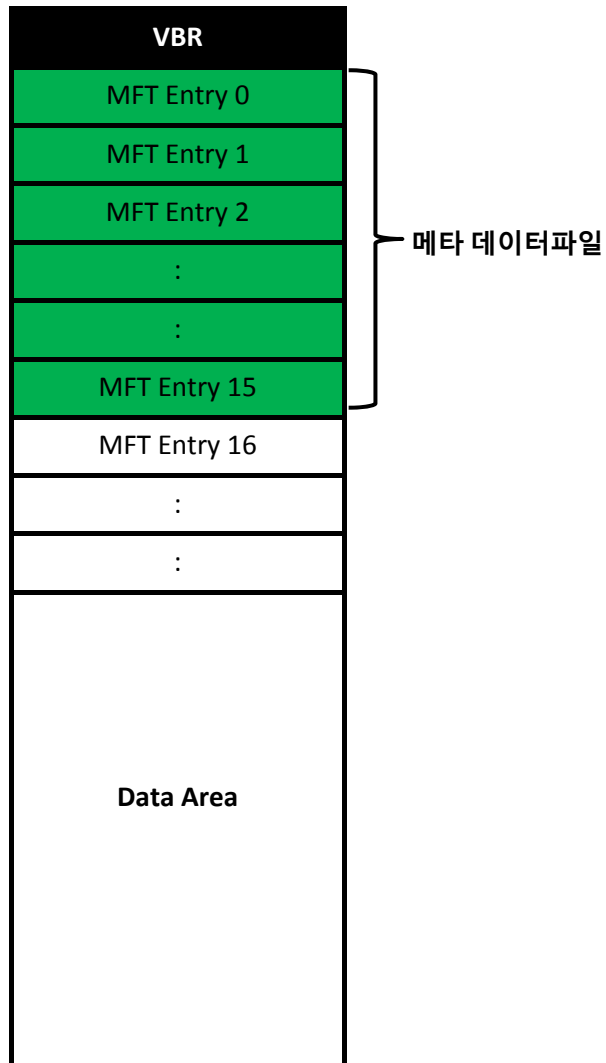 VBR
MFT Entry 0
MFT Entry 1
MFT Entry 2
:
:
MFT Entry 15
메타 데이터파일
MFT Entry 16
:
:
Data Area